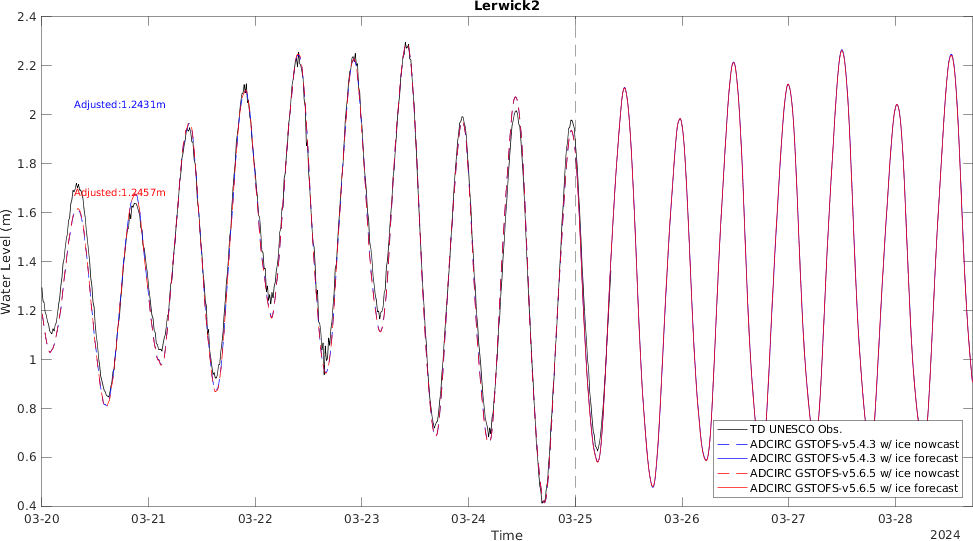 Lerwick2
2.4
2.2
2
1.8
1.6
1.4
1.2
1
0.8
0.6
0.4
Water Level (m)
Adjusted:1.2431m
Adjusted:1.2457m
TD UNESCO Obs.
ADCIRC GSTOFS-v5.4.3 w/ ice nowcast
ADCIRC GSTOFS-v5.4.3 w/ ice forecast
ADCIRC GSTOFS-v5.6.5 w/ ice nowcast
ADCIRC GSTOFS-v5.6.5 w/ ice forecast
03-20 03-21 03-22 03-23 03-24 03-25 03-26 03-27 03-28
Time
2024